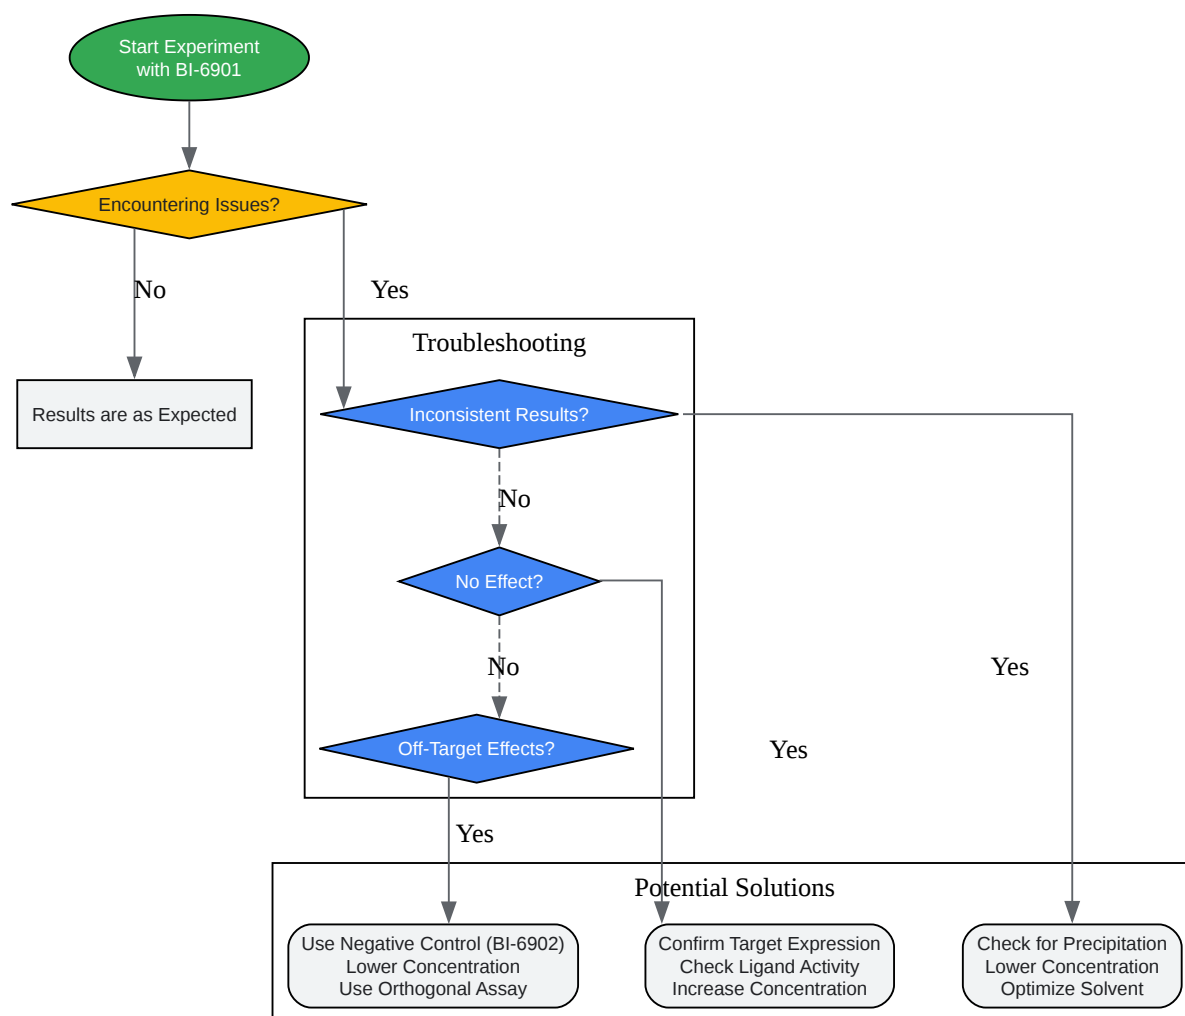 Start Experiment
with BI-6901
Encountering Issues?
No
Yes
Troubleshooting
Results are as Expected
Inconsistent Results?
No
No Effect?
No
Yes
Off-Target Effects?
Yes
Yes
Potential Solutions
Use Negative Control (BI-6902)
Lower Concentration
Use Orthogonal Assay
Confirm Target Expression
Check Ligand Activity
Increase Concentration
Check for Precipitation
Lower Concentration
Optimize Solvent